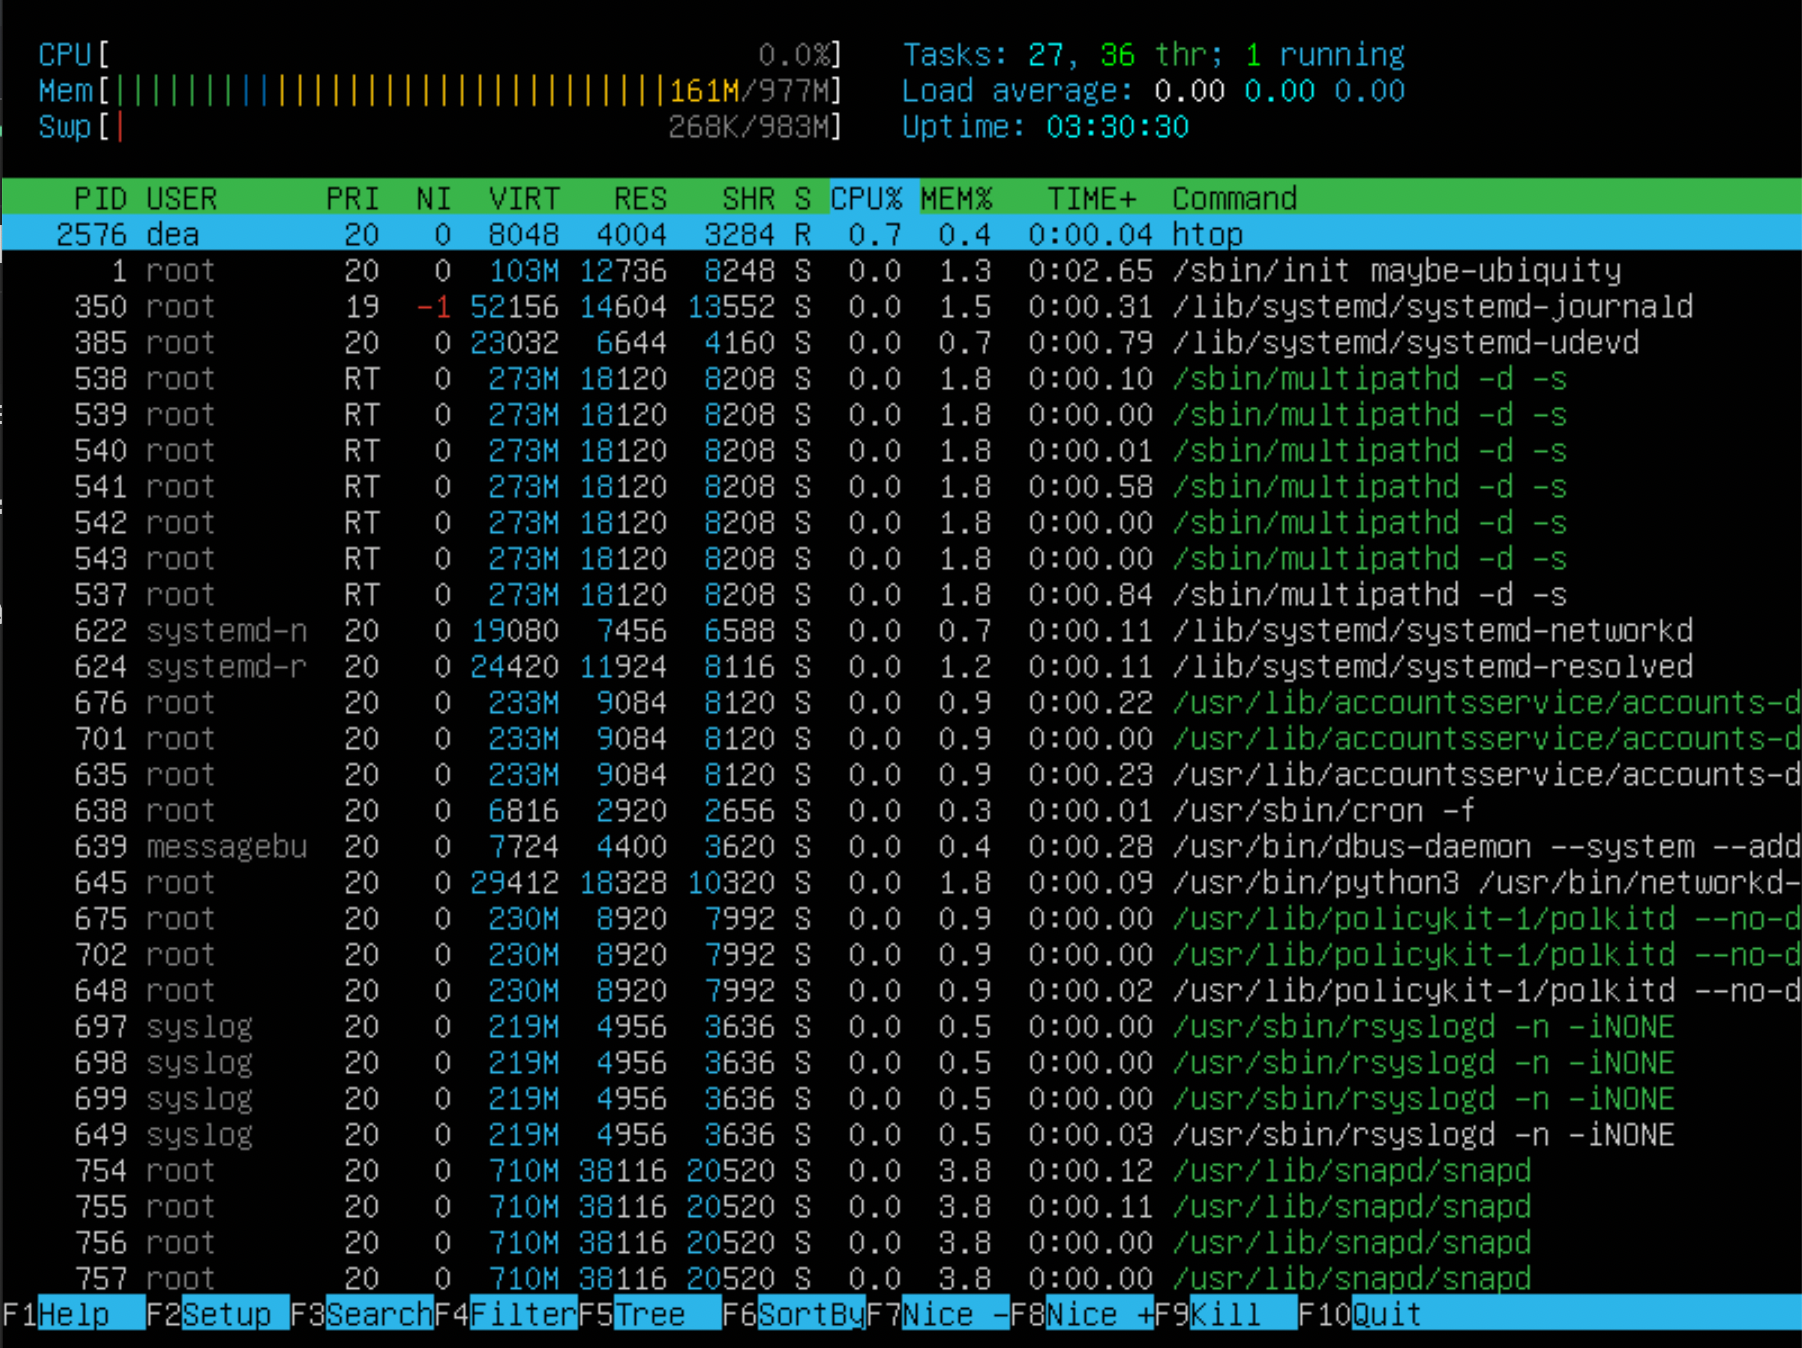 CPU[ 0.0%] Tasks: 27, 36 thr; 1 running
Mem[||||||||||||||||||||||||||||||||161M/977M] Load average: 0.00 0.00 0.00
Swp[| 268K/983M] Uptime: 03:30:30
PID USER PRI NI VIRT RES SHR S CPU% MEM% TIME+ Command
2576 dea 20 0 8048 4004 3284 R 0.7 0.4 0:00.04 htop
1 root 20 0 103M 12736 8248 S 0.0 1.3 0:02.65 /sbin/init maybe-ubiquity
350 root 19 -1 52156 14604 13552 S 0.0 1.5 0:00.31 /lib/systemd/systemd-journald
385 root 20 0 23032 6644 4160 S 0.0 0.7 0:00.79 /lib/systemd/systemd-udevd
538 root RT 0 273M 18120 8208 S 0.0 1.8 0:00.10 /sbin/multipathd -d -s
539 root RT 0 273M 18120 8208 S 0.0 1.8 0:00.00 /sbin/multipathd -d -s
540 root RT 0 273M 18120 8208 S 0.0 1.8 0:00.01 /sbin/multipathd -d -s
541 root RT 0 273M 18120 8208 S 0.0 1.8 0:00.58 /sbin/multipathd -d -s
542 root RT 0 273M 18120 8208 S 0.0 1.8 0:00.00 /sbin/multipathd -d -s
543 root RT 0 273M 18120 8208 S 0.0 1.8 0:00.00 /sbin/multipathd -d -s
537 root RT 0 273M 18120 8208 S 0.0 1.8 0:00.84 /sbin/multipathd -d -s
622 systemd-n 20 0 19080 7456 6588 S 0.0 0.7 0:00.11 /lib/systemd/systemd-networkd
624 systemd-r 20 0 24420 11924 8116 S 0.0 1.2 0:00.11 /lib/systemd/systemd-resolved
676 root 20 0 233M 9084 8120 S 0.0 0.9 0:00.22 /usr/lib/accountsservice/accounts-d
701 root 20 0 233M 9084 8120 S 0.0 0.9 0:00.00 /usr/lib/accountsservice/accounts-d
635 root 20 0 233M 9084 8120 S 0.0 0.9 0:00.23 /usr/lib/accountsservice/accounts-d
638 root 20 0 6816 2920 2656 S 0.0 0.3 0:00.01 /usr/sbin/cron -f
639 messagebu 20 0 7724 4400 3620 S 0.0 0.4 0:00.28 /usr/bin/dbus-daemon --system --add
645 root 20 0 29412 18328 10320 S 0.0 1.8 0:00.09 /usr/bin/python3 /usr/bin/networkd-
675 root 20 0 230M 8920 7992 S 0.0 0.9 0:00.00 /usr/lib/policykit-1/polkitd --no-d
702 root 20 0 230M 8920 7992 S 0.0 0.9 0:00.00 /usr/lib/policykit-1/polkitd --no-d
648 root 20 0 230M 8920 7992 S 0.0 0.9 0:00.02 /usr/lib/policykit-1/polkitd --no-d
697 syslog 20 0 219M 4956 3636 S 0.0 0.5 0:00.00 /usr/sbin/rsyslogd -n -iNONE
698 syslog 20 0 219M 4956 3636 S 0.0 0.5 0:00.00 /usr/sbin/rsyslogd -n -iNONE
699 syslog 20 0 219M 4956 3636 S 0.0 0.5 0:00.00 /usr/sbin/rsyslogd -n -iNONE
649 syslog 20 0 219M 4956 3636 S 0.0 0.5 0:00.03 /usr/sbin/rsyslogd -n -iNONE
754 root 20 0 710M 38116 20520 S 0.0 3.8 0:00.12 /usr/lib/snapd/snapd
755 root 20 0 710M 38116 20520 S 0.0 3.8 0:00.11 /usr/lib/snapd/snapd
756 root 20 0 710M 38116 20520 S 0.0 3.8 0:00.00 /usr/lib/snapd/snapd
757 root 20 0 710M 38116 20520 S 0.0 3.8 0:00.00 /usr/lib/snapd/snapd
F1Help F2Setup F3SearchF4FilterF5Tree F6SortByF7Nice -F8Nice +F9Kill F10Quit